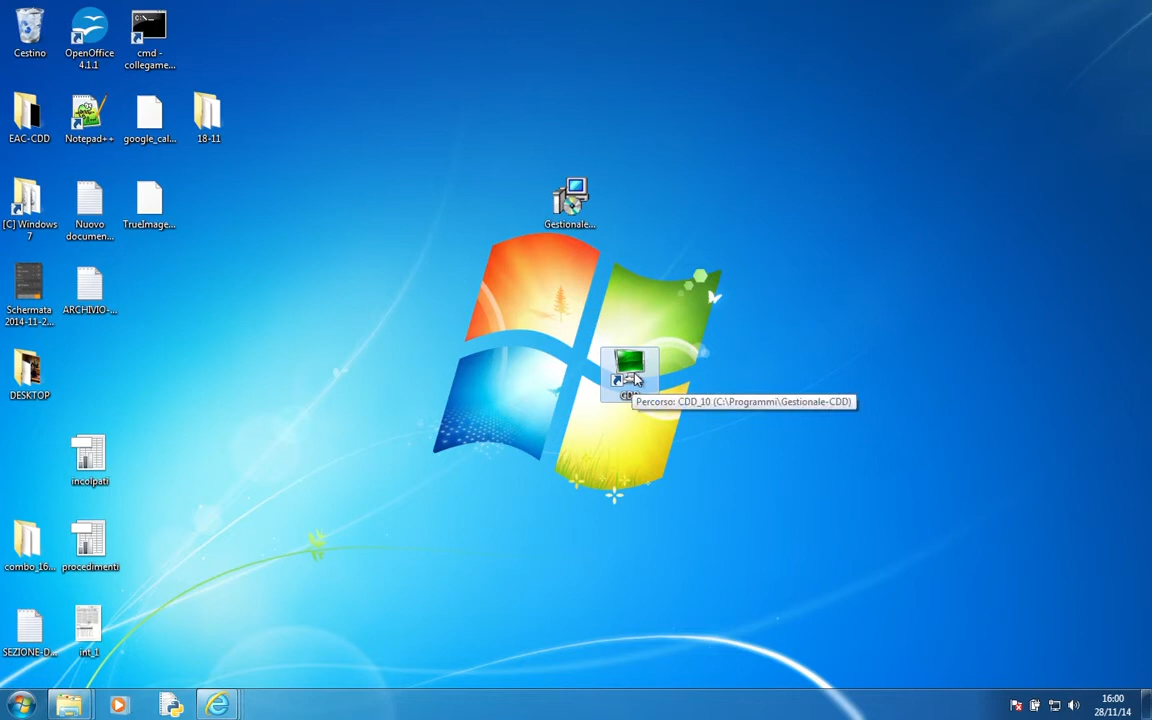 Cestino
OpenOffice
4.1.1
cmd -
collegame...
EAC-CDD
Notepad++
google_cal...
18-11
[C] Windows
7
Nuovo
documen...
TrueImage...
Gestionale...
Schermata
2014-11-2...
ARCHIVIO-...
DESKTOP
Percorso: CDD_10 (C:\Programmi\Gestionale-CDD)
incolpati
combo_16...
procedimenti
SEZIONE-D...
int_1
16:00
28/11/14